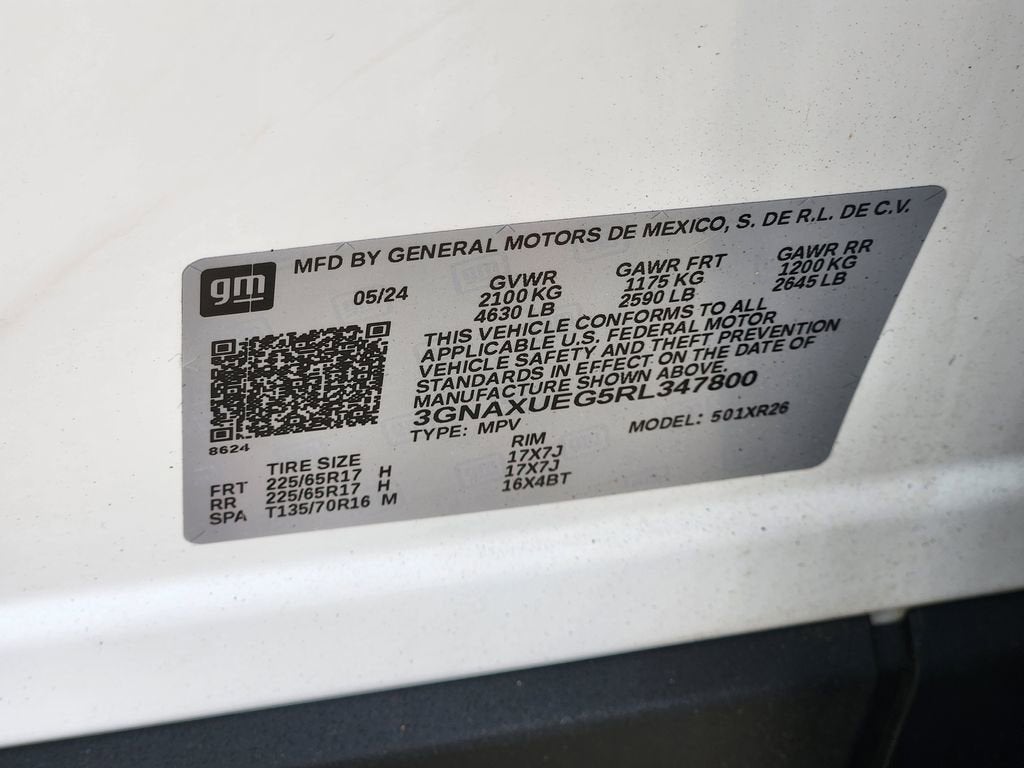 MFD BY GENERAL MOTORS DE MEXICO, S. DE R.L. DE C.V.
gm
05/24
GVWR GAWR FRT GAWR RR
2100 KG 1175 KG 1200 KG
4630 LB 2590 LB 2645 LB
THIS VEHICLE CONFORMS TO ALL
APPLICABLE U.S. FEDERAL MOTOR
VEHICLE SAFETY AND THEFT PREVENTION
STANDARDS IN EFFECT ON THE DATE OF
MANUFACTURE SHOWN ABOVE.
3GNAXUEG5RL347800
TYPE: MPV MODEL: 501XR26
8624
TIRE SIZE RIM
FRT 225/65R17 H 17X7J
RR 225/65R17 H 17X7J
SPA T135/70R16 M 16X4BT